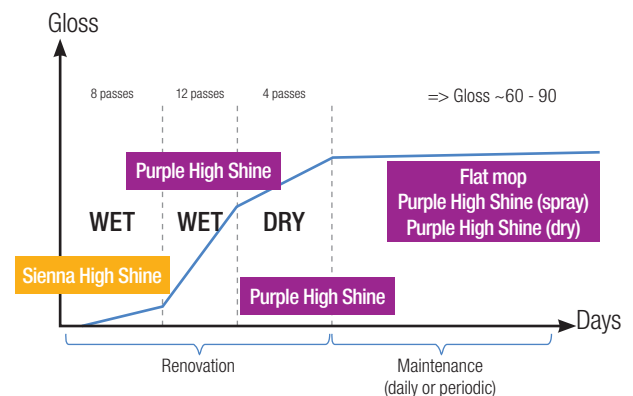 Gloss
8 passes
12 passes
4 passes
=> Gloss ~60 - 90
Purple High Shine
Flat mop
Purple High Shine (spray)
Purple High Shine (dry)
WET
WET
DRY
Sienna High Shine
Purple High Shine
Days
Renovation
Maintenance
(daily or periodic)